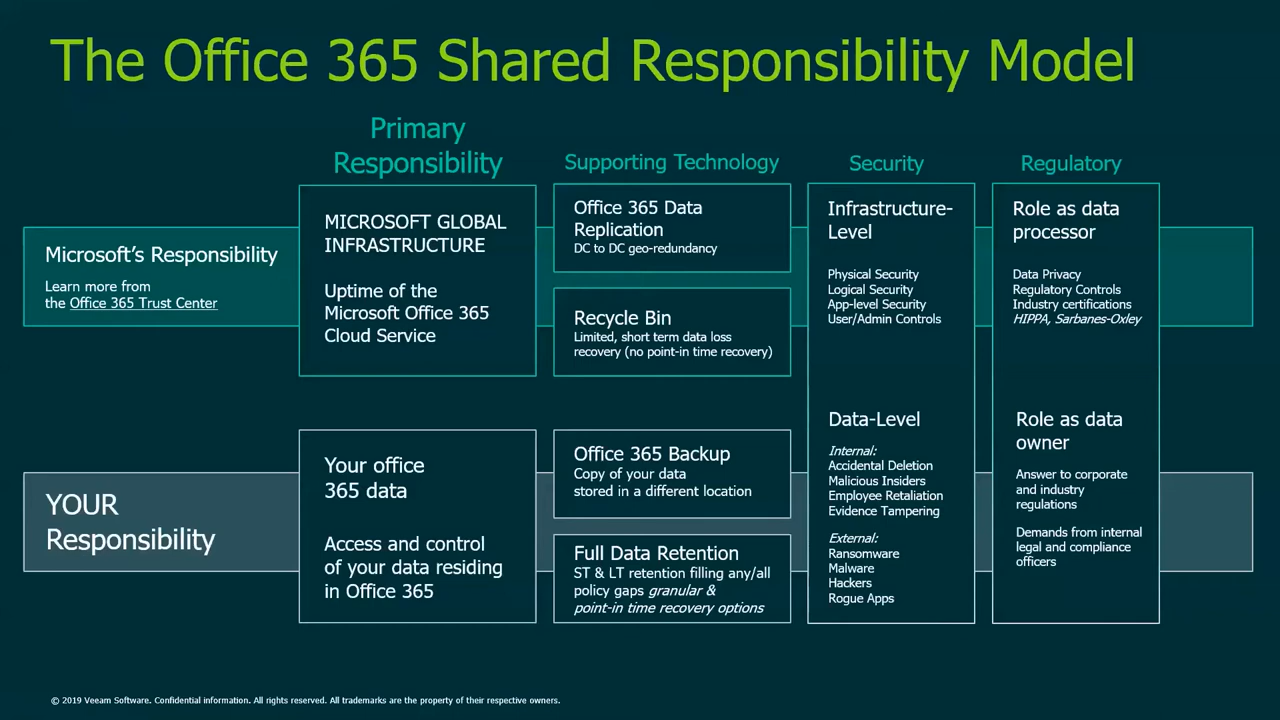 The Office 365 Shared Responsibility Model
Primary
Responsibility
Supporting Technology
Security
Regulatory
Microsoft's Responsibility
Learn more from
the Office 365 Trust Center
MICROSOFT GLOBAL
INFRASTRUCTURE
Uptime of the
Microsoft Office 365
Cloud Service
Office 365 Data
Replication
DC to DC geo-redundancy
Recycle Bin
Limited, short term data loss
recovery (no point-in time recovery)
Infrastructure-
Level
Physical Security
Logical Security
App-level Security
User/Admin Controls
Role as data
processor
Data Privacy
Regulatory Controls
Industry certifications
HIPPA, Sarbanes-Oxley
YOUR
Responsibility
Your office
365 data
Access and control
of your data residing
in Office 365
Office 365 Backup
Copy of your data
stored in a different location
Full Data Retention
ST & LT retention filling any/all
policy gaps granular &
point-in time recovery options
Data-Level
Internal:
Accidental Deletion
Malicious Insiders
Employee Retaliation
Evidence Tampering
External:
Ransomware
Malware
Hackers
Rogue Apps
Role as data
owner
Answer to corporate
and industry
regulations
Demands from internal
legal and compliance
officers
© 2019 Veeam Software. Confidential information. All rights reserved. All trademarks are the property of their respective owners.